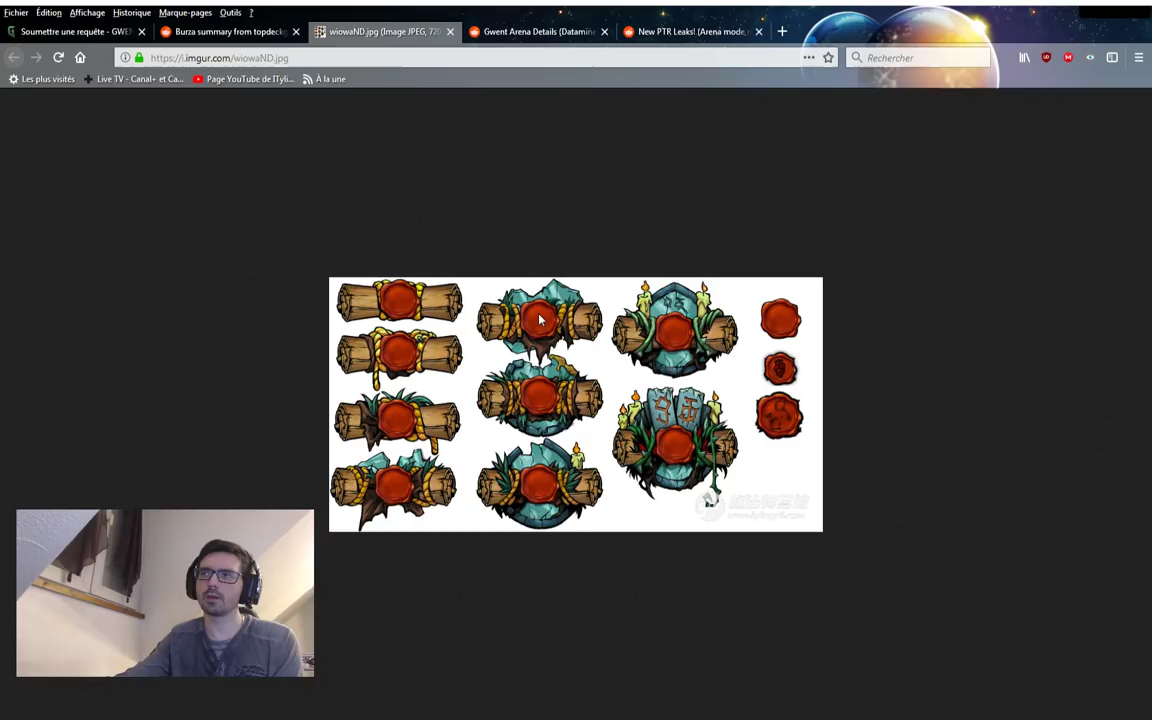 Fichier Édition Affichage Historique Marque-pages Outils ?
Soumettre une requête - GWEN
Burza summary from topdeckg
wiowaND.jpg (Image JPEG, 720
Gwent Arena Details (Datamine
New PTR Leaks! (Arena mode,
https://i.imgur.com/wiowaND.jpg
Rechercher
Les plus visités
Live TV - Canal+ et Ca...
Page YouTube de ITyli...
À la une